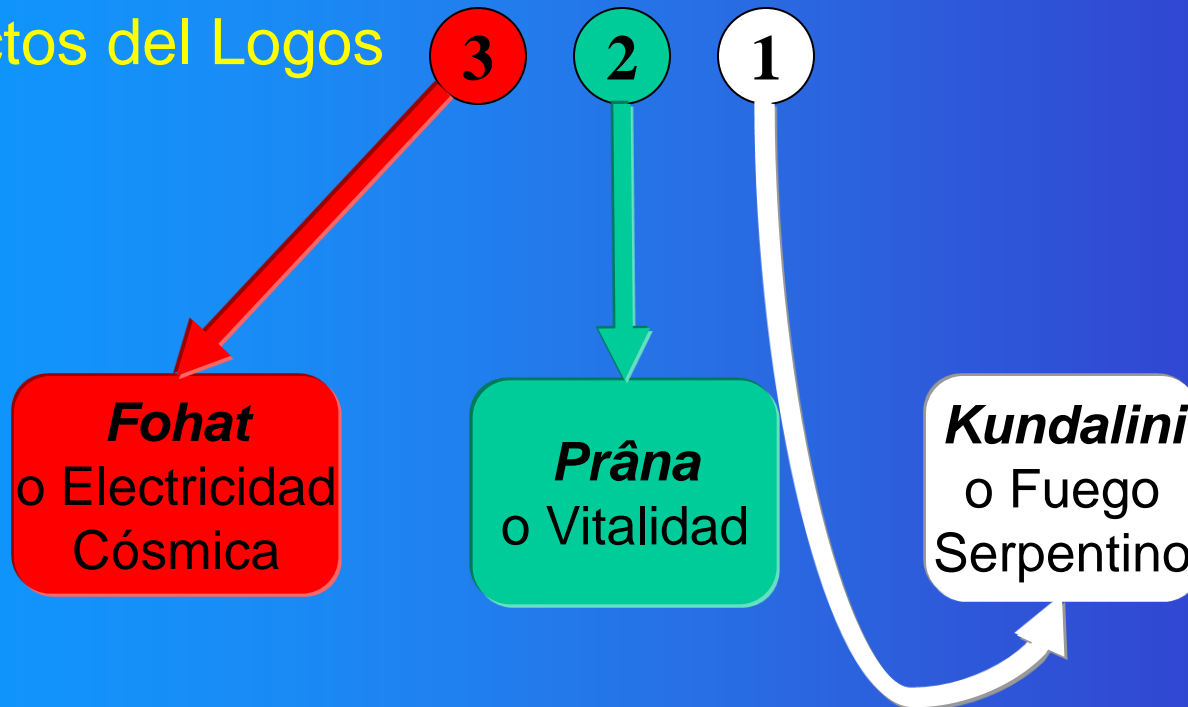 ctos del Logos
3 2 1
Fohat
o Electricidad
Cósmica
Prâna
o Vitalidad
Kundalini
o Fuego
Serpentino